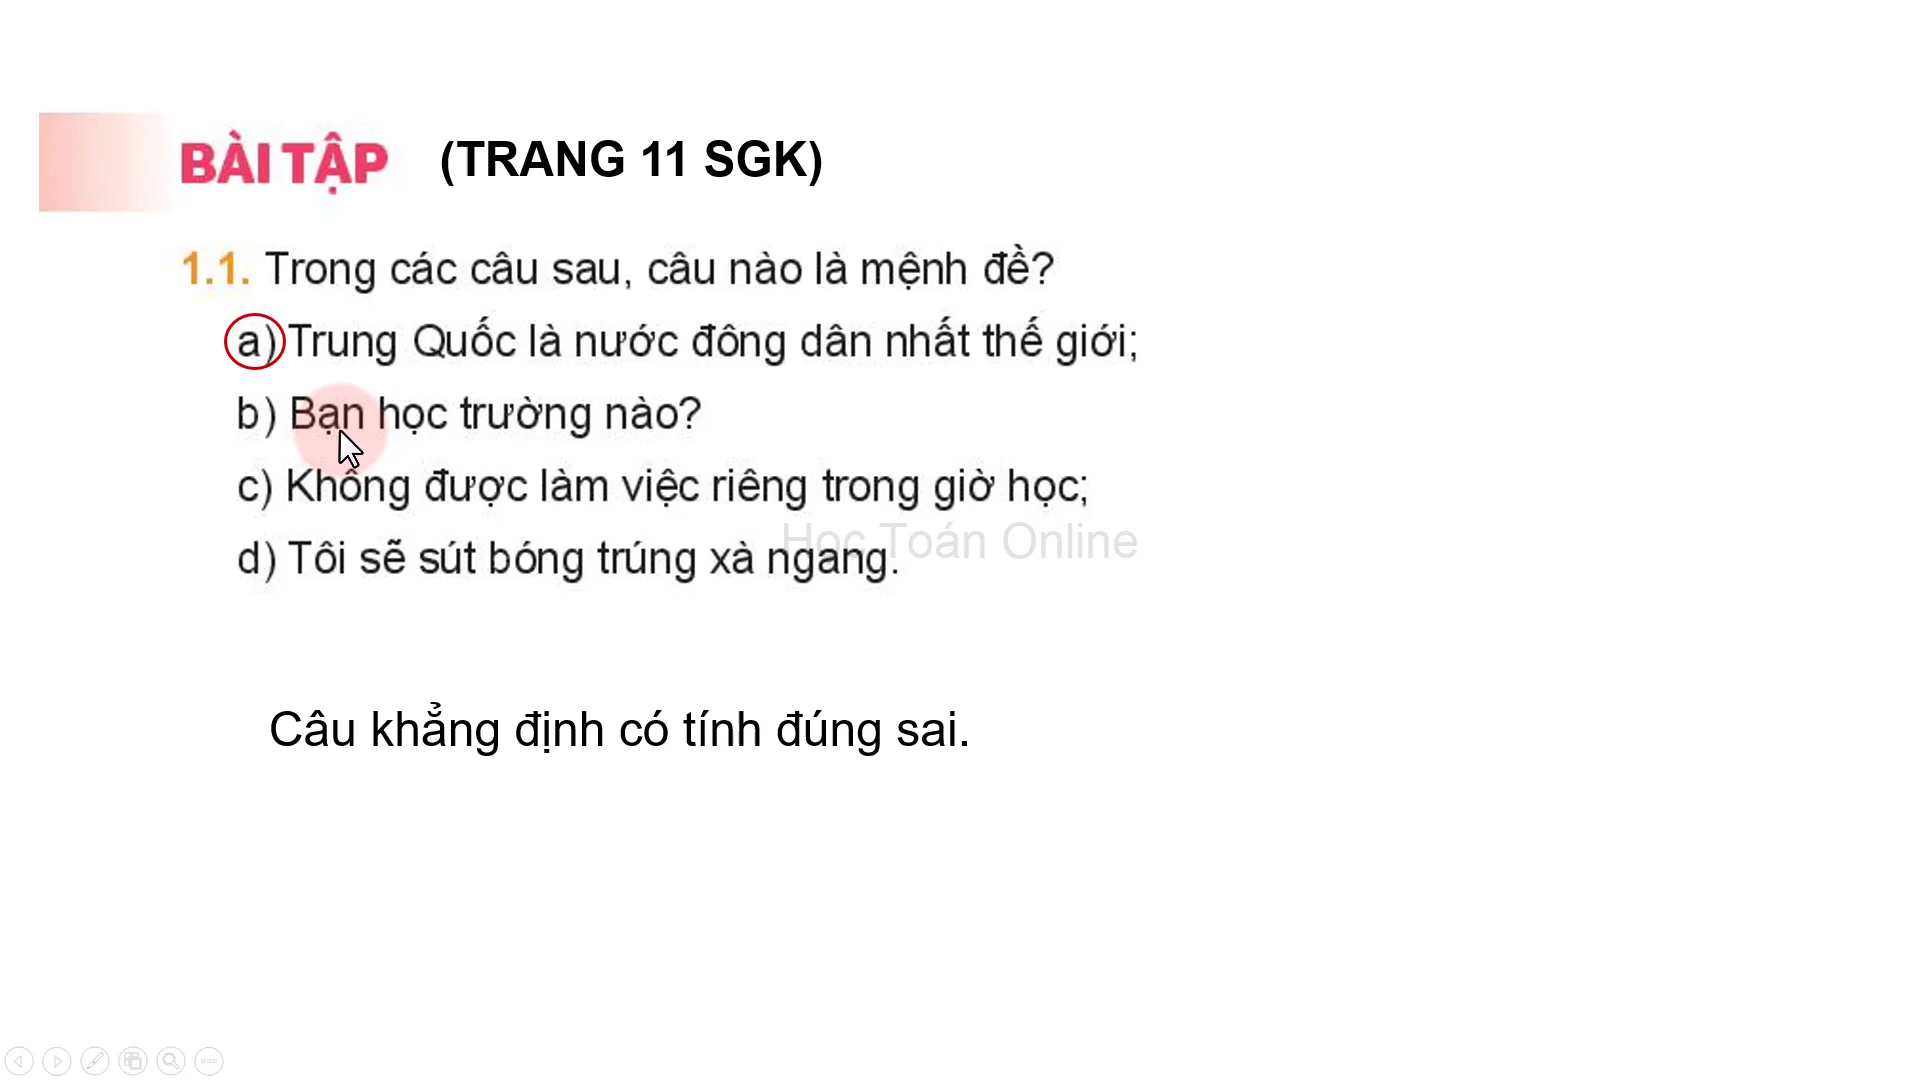 BÀI TẬP (TRANG 11 SGK)
1.1. Trong các câu sau, câu nào là mệnh đề?
a) Trung Quốc là nước đông dân nhất thế giới;
b) Bạn học trường nào?
c) Không được làm việc riêng trong giờ học;
Học Toán Online
d) Tôi sẽ sút bóng trúng xà ngang.
Câu khẳng định có tính đúng sai.